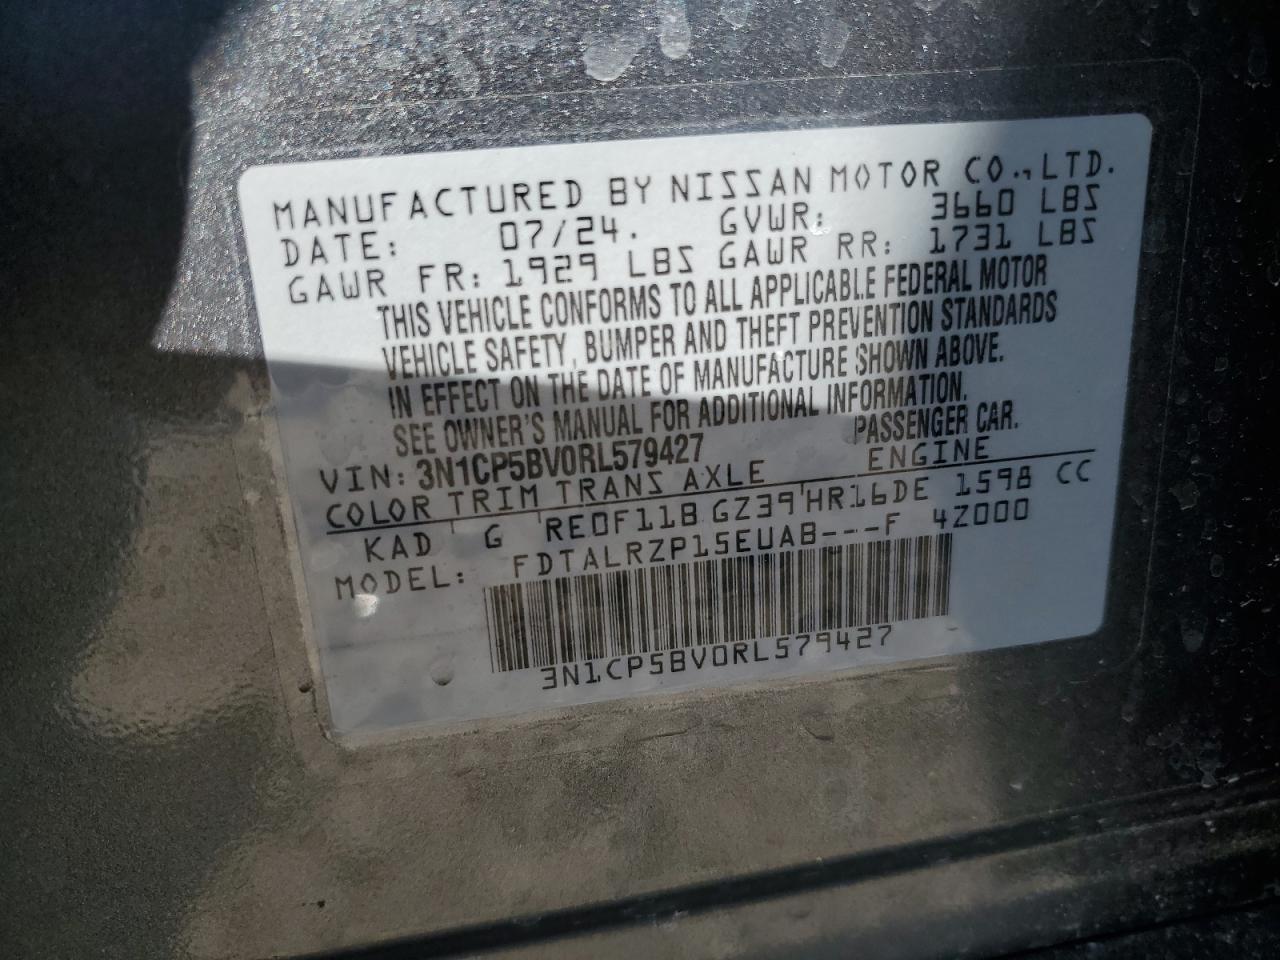 MANUFACTURED BY NISSAN MOTOR CO., LTD.
DATE: 07/24. GVWR: 3660 LBS
GAWR FR: 1929 LBS GAWR RR: 1731 LBS
THIS VEHICLE CONFORMS TO ALL APPLICABLE FEDERAL MOTOR
VEHICLE SAFETY, BUMPER AND THEFT PREVENTION STANDARDS
IN EFFECT ON THE DATE OF MANUFACTURE SHOWN ABOVE.
SEE OWNER'S MANUAL FOR ADDITIONAL INFORMATION.
VIN: 3N1CP5BV0RL579427 PASSENGER CAR.
COLOR TRIM TRANS AXLE ENGINE
KAD G RE0F11B GZ39 HR16DE 1598 CC
MODEL: FDTALRZP15EUAB---F 4Z000
3N1CP5BV0RL579427